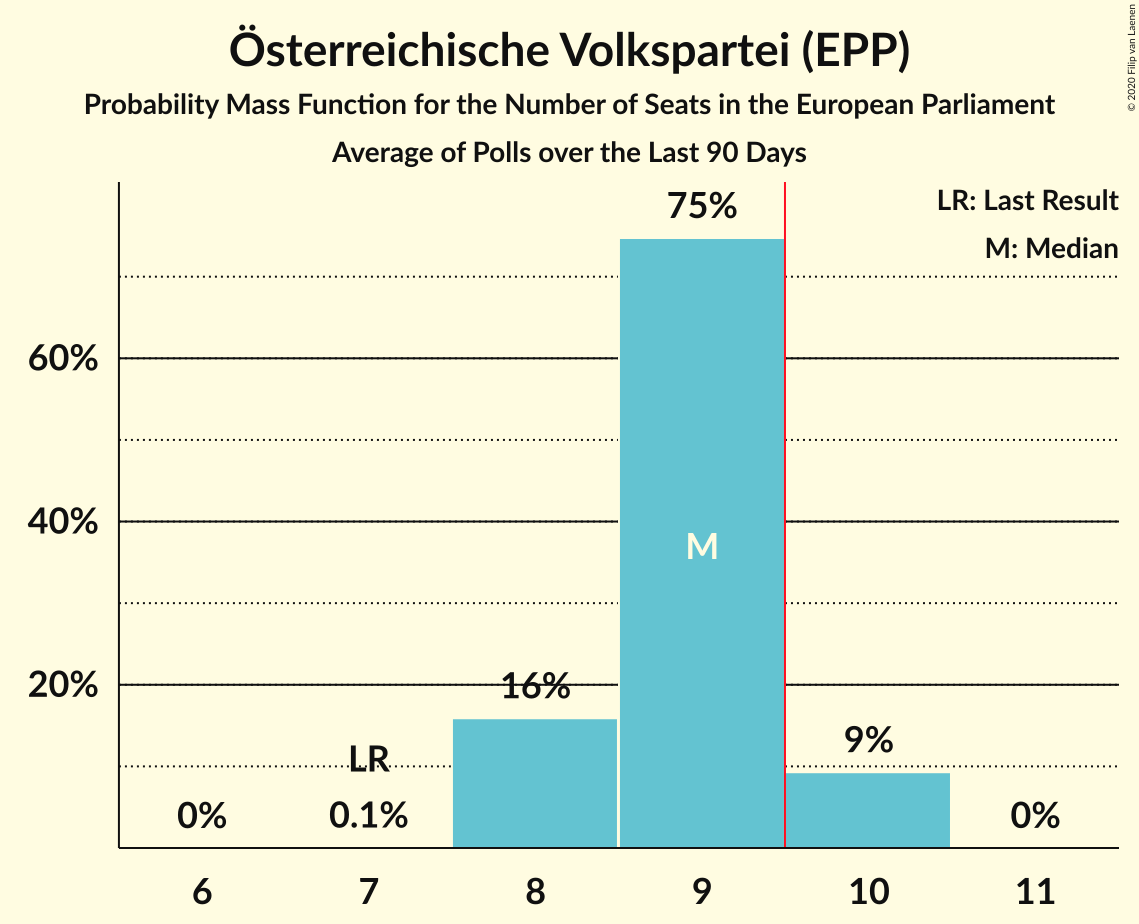 Österreichische Volkspartei (EPP)
Probability Mass Function for the Number of Seats in the European Parliament
Average of Polls over the Last 90 Days
© 2020 Filip van Laenen
LR: Last Result
M: Median
75%
60%
40%
M
20%
16%
9%
LR
0%
0.1%
0%
6
7
8
9
10
11